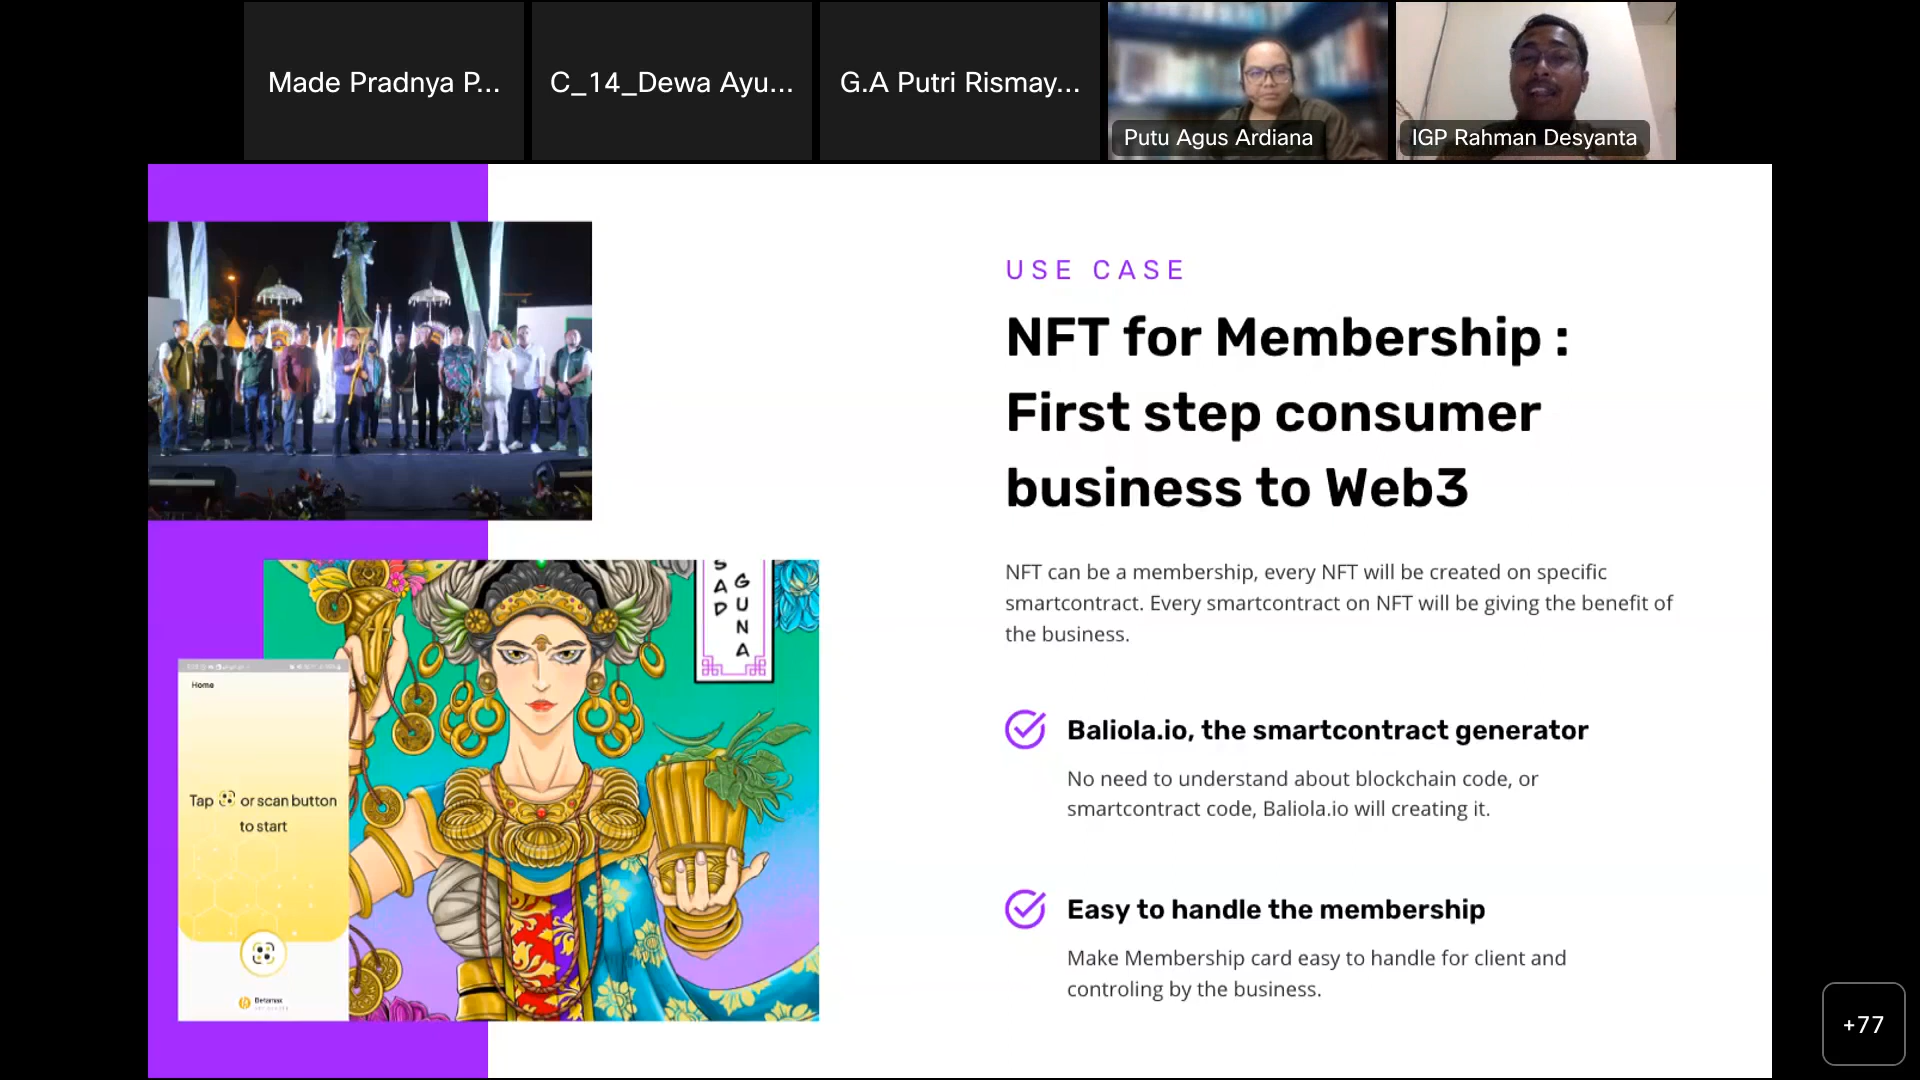 Made Pradnya P...
C_14_Dewa Ayu...
G.A Putri Rismay...
Putu Agus Ardiana
IGP Rahman Desyanta
USE CASE
NFT for Membership :
First step consumer
business to Web3
NFT can be a membership, every NFT will be created on specific
smartcontract. Every smartcontract on NFT will be giving the benefit of
the business.
Baliola.io, the smartcontract generator
No need to understand about blockchain code, or
smartcontract code, Baliola.io will creating it.
Easy to handle the membership
Make Membership card easy to handle for client and
controling by the business.
SAD
GUNA
Home
Tap or scan button
to start
Betamax
+77